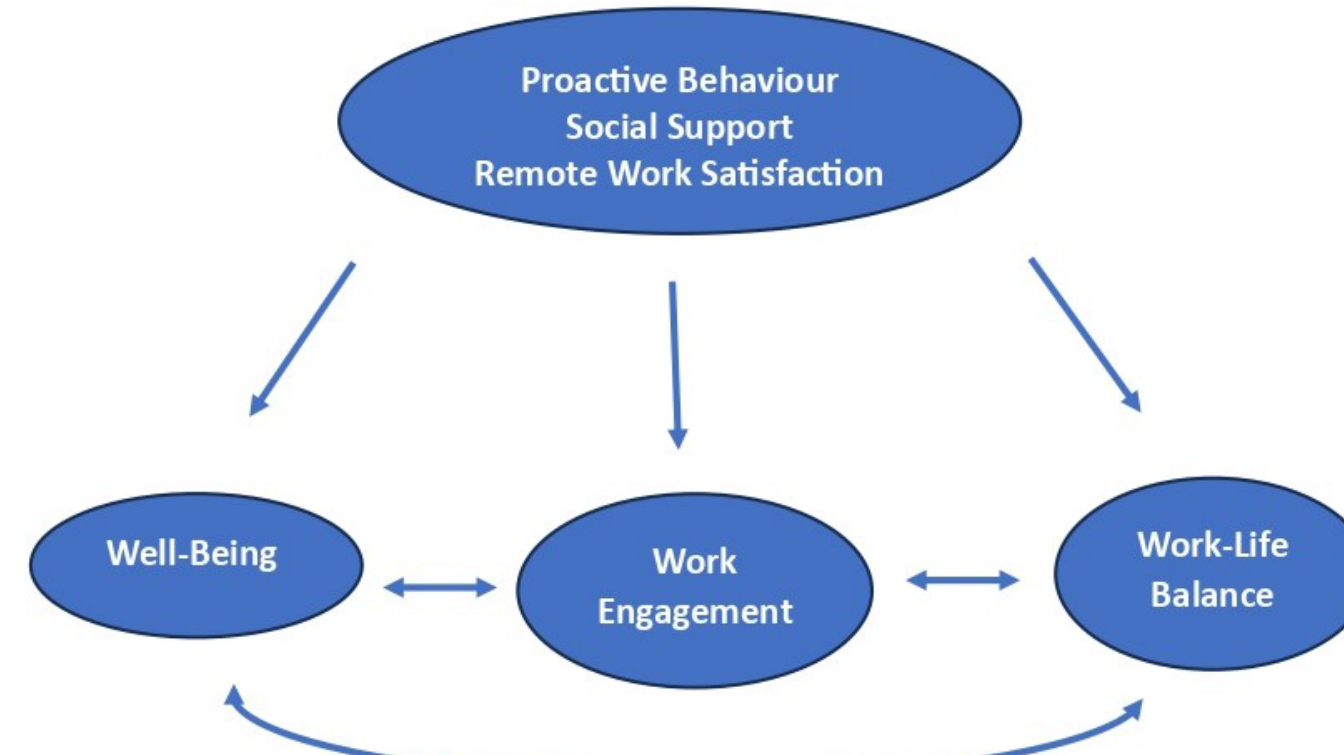 Proactive Behaviour
Social Support
Remote Work Satisfaction
Well-Being
Work
Engagement
Work-Life
Balance